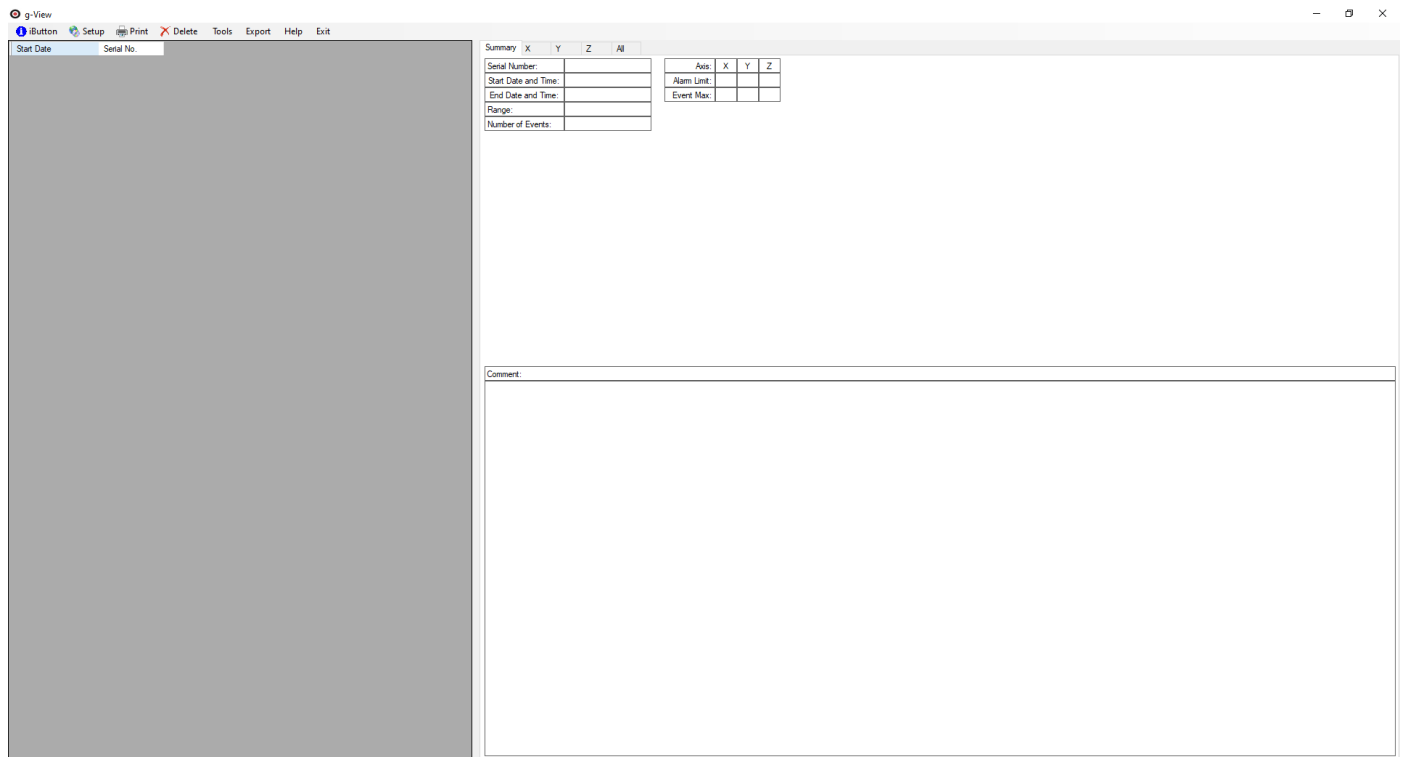 g-View
iButton Setup Print Delete Tools Export Help Exit
Start Date Serial No.
Summary X Y Z All
Serial Number:
Start Date and Time:
End Date and Time:
Range:
Number of Events:
Axis: X Y Z
Alarm Limit:
Event Max:
Comment: